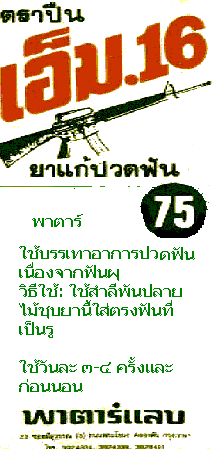 ตราปืน
เอ็ม.16
ยาแก้ปวดฟัน
75
พาตาร์
ใช้บรรเทาอาการปวดฟัน
เนื่องจากฟันผุ
วิธีใช้: ใช้สำลีพันปลาย
ไม้ชุบยานี้ใส่ตรงฟันที่
เป็นรู
ใช้วันละ ๓-๔ ครั้งและ
ก่อนนอน
พาตาร์แลบ